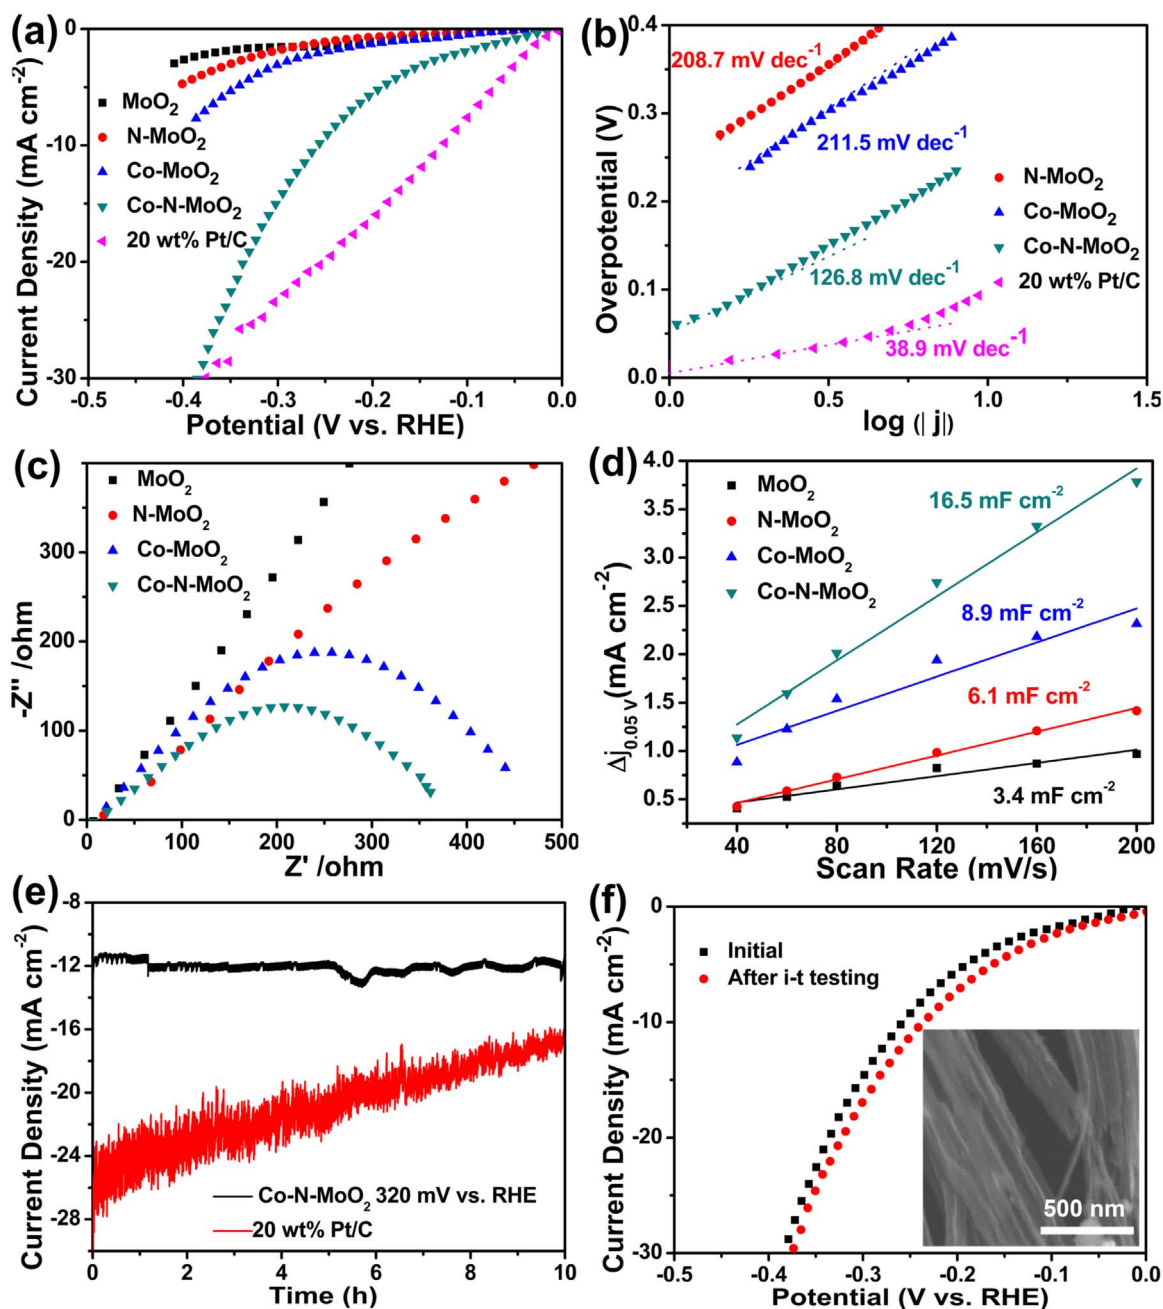 (a)
0
-10
-20
-30
Current Density (mA cm⁻²)
MoO₂
N-MoO₂
Co-MoO₂
Co-N-MoO₂
20 wt% Pt/C
-0.5 -0.4 -0.3 -0.2 -0.1 0.0
Potential (V vs. RHE)
(b)
0.4
0.3
0.2
0.1
0.0
Overpotential (V)
208.7 mV dec⁻¹
211.5 mV dec⁻¹
126.8 mV dec⁻¹
38.9 mV dec⁻¹
N-MoO₂
Co-MoO₂
Co-N-MoO₂
20 wt% Pt/C
0.0 0.5 1.0 1.5
log (| j|)
(c)
300
200
100
0
-Z'' /ohm
MoO₂
N-MoO₂
Co-MoO₂
Co-N-MoO₂
0 100 200 300 400 500
Z' /ohm
(d)
4.0
3.5
3.0
2.5
2.0
1.5
1.0
0.5
Δj₀.₀₅ ᵥ(mA cm⁻²)
MoO₂
N-MoO₂
Co-MoO₂
Co-N-MoO₂
16.5 mF cm⁻²
8.9 mF cm⁻²
6.1 mF cm⁻²
3.4 mF cm⁻²
40 80 120 160 200
Scan Rate (mV/s)
(e)
-8
-12
-16
-20
-24
-28
Current Density (mA cm⁻²)
Co-N-MoO₂ 320 mV vs. RHE
20 wt% Pt/C
0 2 4 6 8 10
Time (h)
(f)
0
-10
-20
-30
Current Density (mA cm⁻²)
Initial
After i-t testing
500 nm
-0.5 -0.4 -0.3 -0.2 -0.1 0.0
Potential (V vs. RHE)